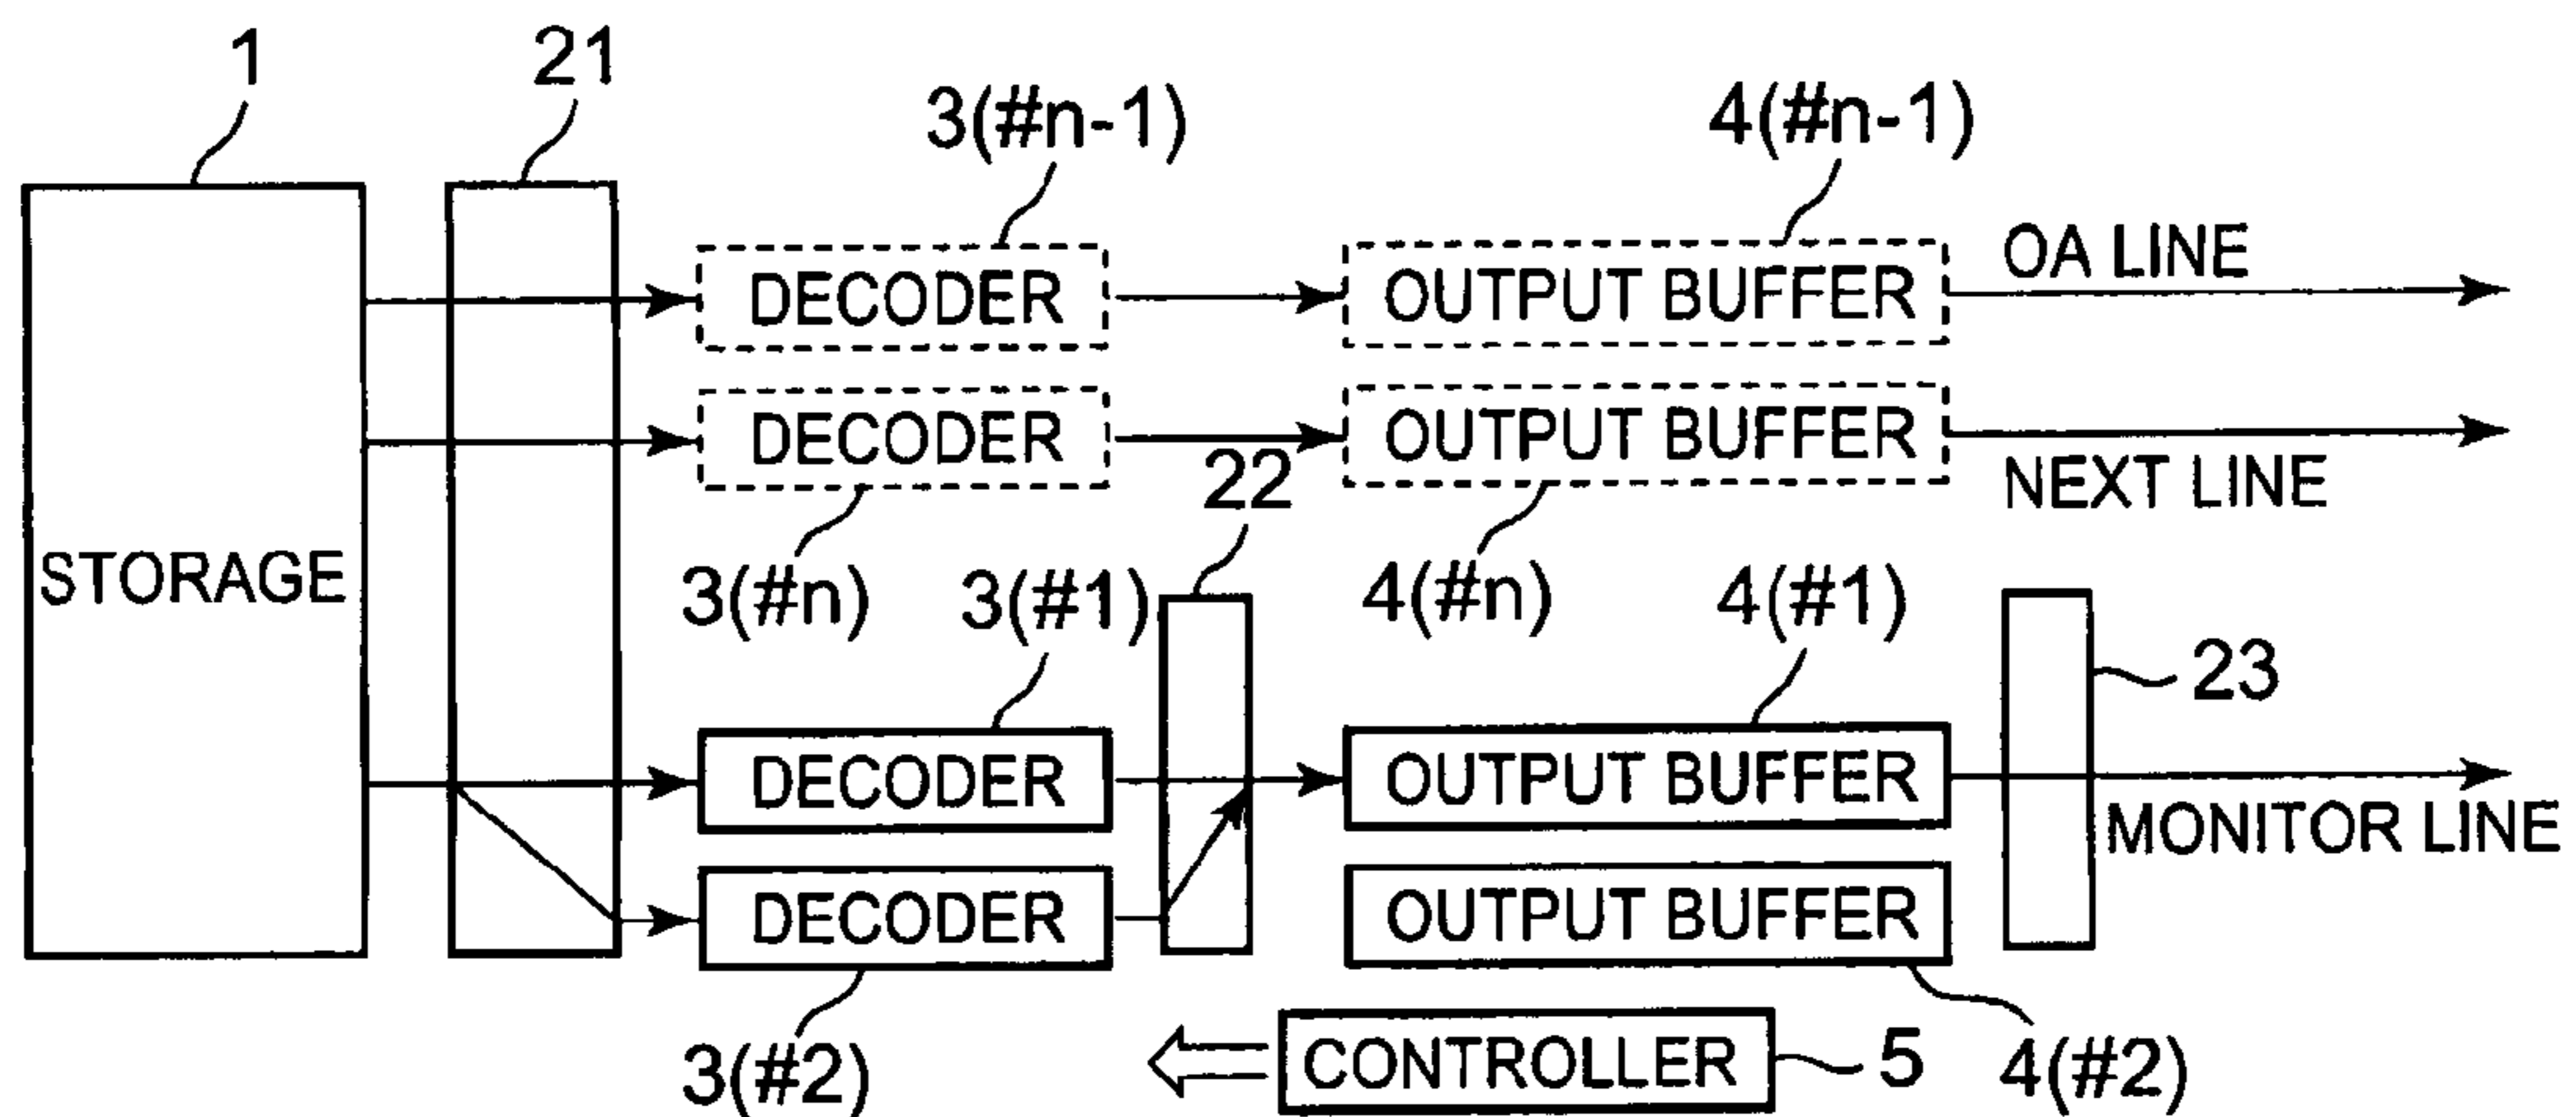 1
21
3(#n-1)
4(#n-1)
DECODER
OUTPUT BUFFER
OA LINE
DECODER
OUTPUT BUFFER
NEXT LINE
22
STORAGE
3(#n)
3(#1)
4(#n)
4(#1)
23
DECODER
OUTPUT BUFFER
MONITOR LINE
DECODER
OUTPUT BUFFER
3(#2)
CONTROLLER
5
4(#2)